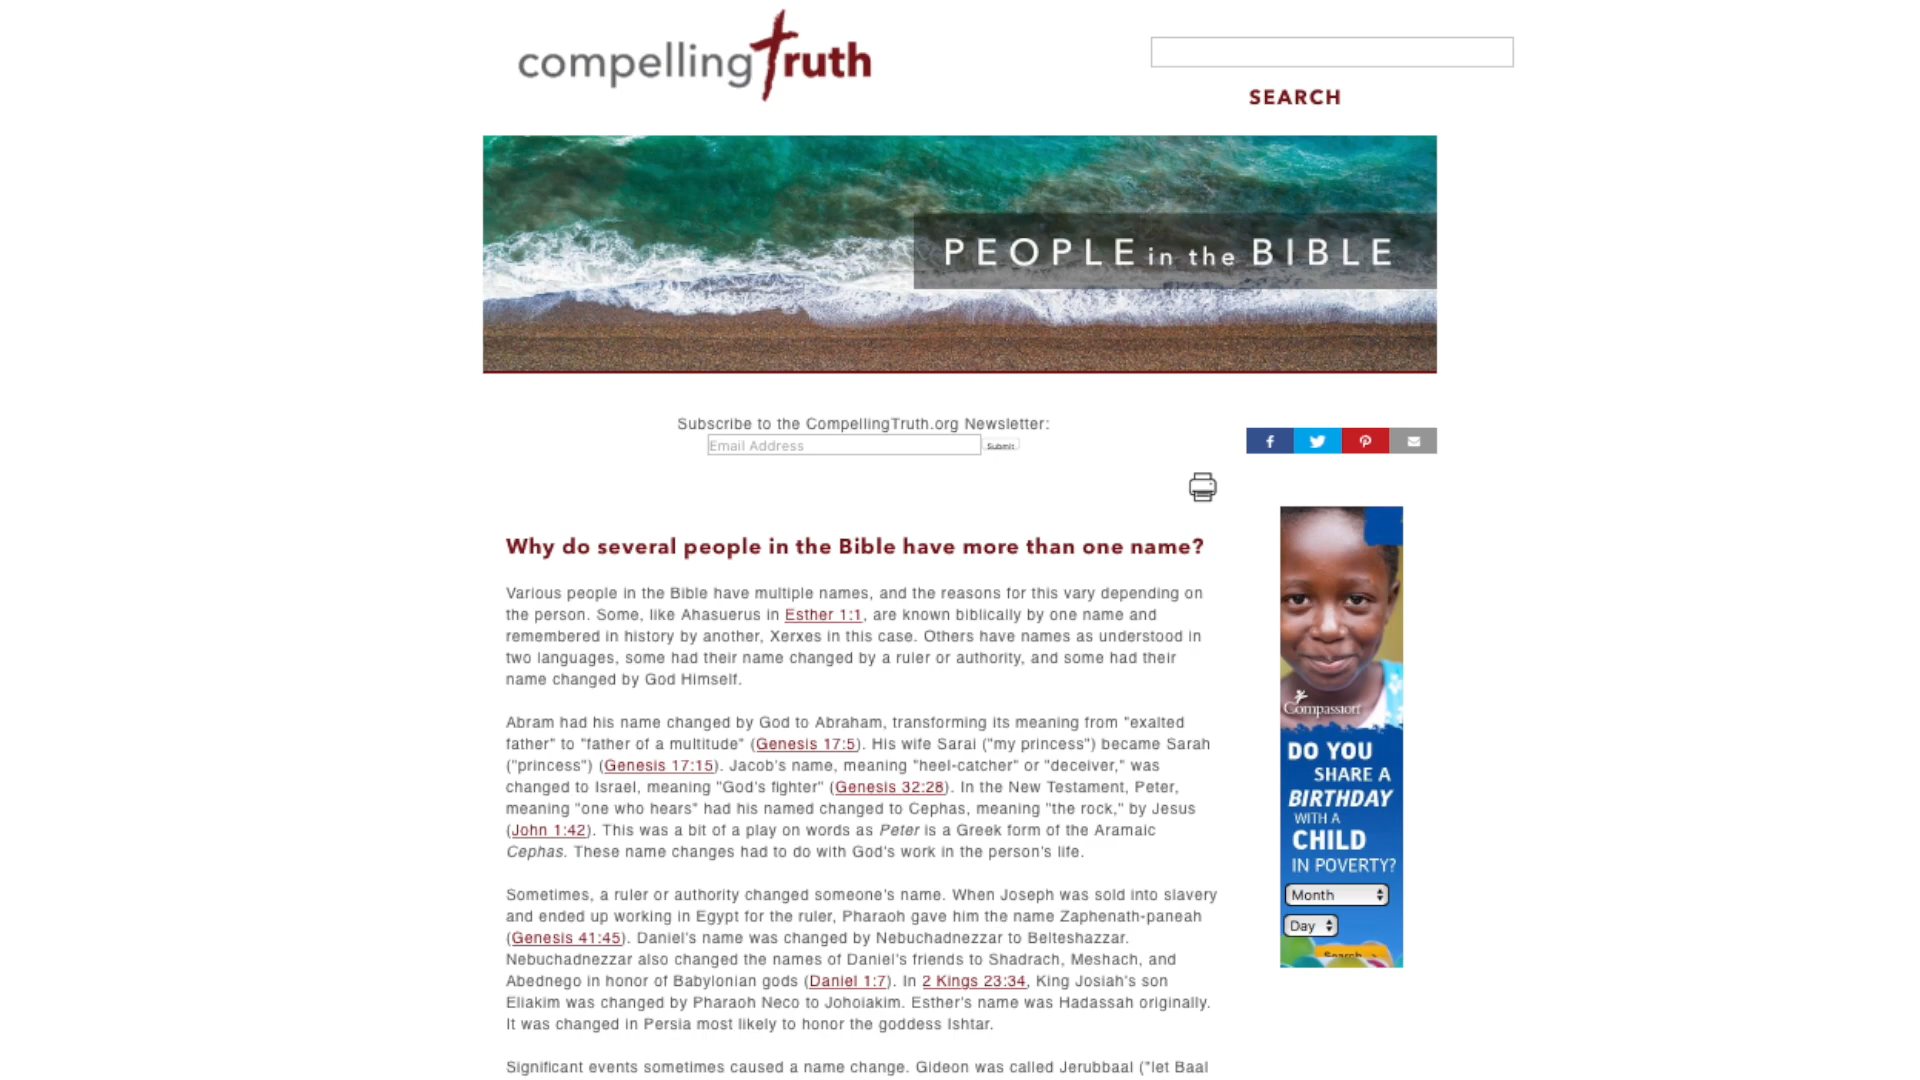 compellingTruth
SEARCH
PEOPLE in the BIBLE
Subscribe to the CompellingTruth.org Newsletter:
Email Address
Submit
Why do several people in the Bible have more than one name?
Various people in the Bible have multiple names, and the reasons for this vary depending on
the person. Some, like Ahasuerus in Esther 1:1, are known biblically by one name and
remembered in history by another, Xerxes in this case. Others have names as understood in
two languages, some had their name changed by a ruler or authority, and some had their
name changed by God Himself.
Abram had his name changed by God to Abraham, transforming its meaning from "exalted
father" to "father of a multitude" (Genesis 17:5). His wife Sarai ("my princess") became Sarah
("princess") (Genesis 17:15). Jacob's name, meaning "heel-catcher" or "deceiver," was
changed to Israel, meaning "God's fighter" (Genesis 32:28). In the New Testament, Peter,
meaning "one who hears" had his named changed to Cephas, meaning "the rock," by Jesus
(John 1:42). This was a bit of a play on words as Peter is a Greek form of the Aramaic
Cephas. These name changes had to do with God's work in the person's life.
Sometimes, a ruler or authority changed someone's name. When Joseph was sold into slavery
and ended up working in Egypt for the ruler, Pharaoh gave him the name Zaphenath-paneah
(Genesis 41:45). Daniel's name was changed by Nebuchadnezzar to Belteshazzar.
Nebuchadnezzar also changed the names of Daniel's friends to Shadrach, Meshach, and
Abednego in honor of Babylonian gods (Daniel 1:7). In 2 Kings 23:34, King Josiah's son
Eliakim was changed by Pharaoh Neco to Johoiakim. Esther's name was Hadassah originally.
It was changed in Persia most likely to honor the goddess Ishtar.
Significant events sometimes caused a name change. Gideon was called Jerubbaal ("let Baal
Compassion
DO YOU
SHARE A
BIRTHDAY
WITH A
CHILD
IN POVERTY?
Month
Day
Search >